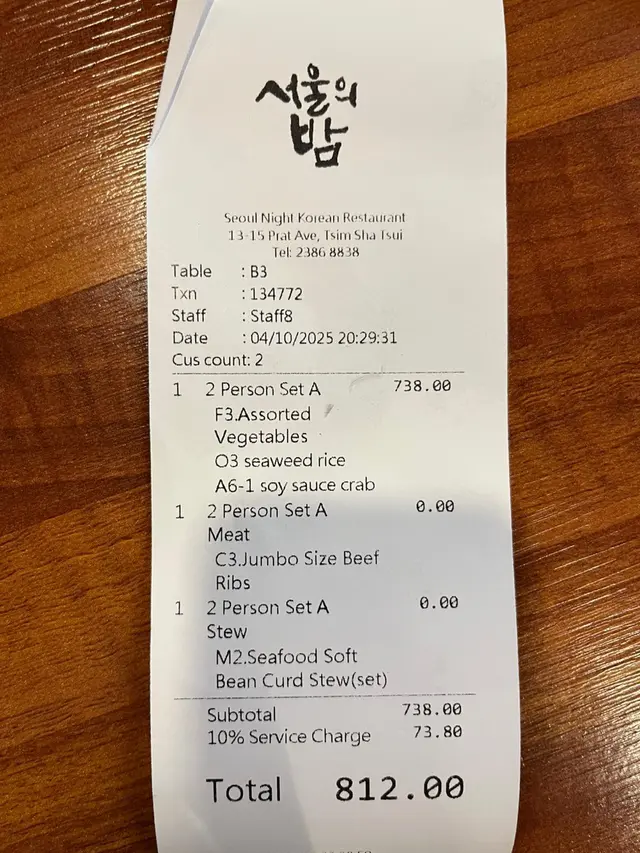 서울의
밤
Seoul Night Korean Restaurant
13-15 Prat Ave, Tsim Sha Tsui
Tel: 2386 8838
Table : B3
Txn : 134772
Staff : Staff8
Date : 04/10/2025 20:29:31
Cus count: 2
1 2 Person Set A 738.00
F3.Assorted
Vegetables
O3 seaweed rice
A6-1 soy sauce crab
1 2 Person Set A 0.00
Meat
C3.Jumbo Size Beef
Ribs
1 2 Person Set A 0.00
Stew
M2.Seafood Soft
Bean Curd Stew(set)
Subtotal 738.00
10% Service Charge 73.80
Total 812.00